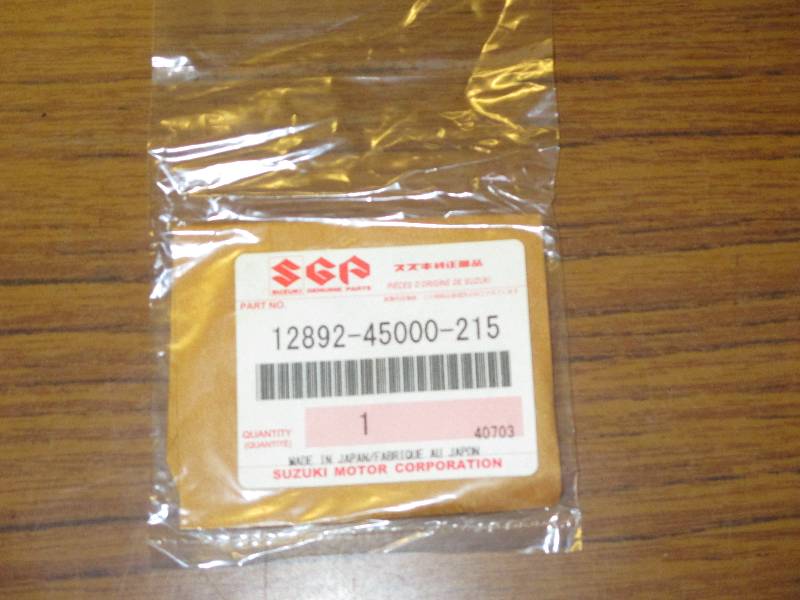 SGP
スズキ純正部品
SUZUKI GENUINE PARTS
PIÈCES D'ORIGINE DE SUZUKI
PART NO.
12892-45000-215
1
QUANTITY
(QUANTITÉ)
40703
MADE IN JAPAN/FABRIQUE AU JAPON
SUZUKI MOTOR CORPORATION